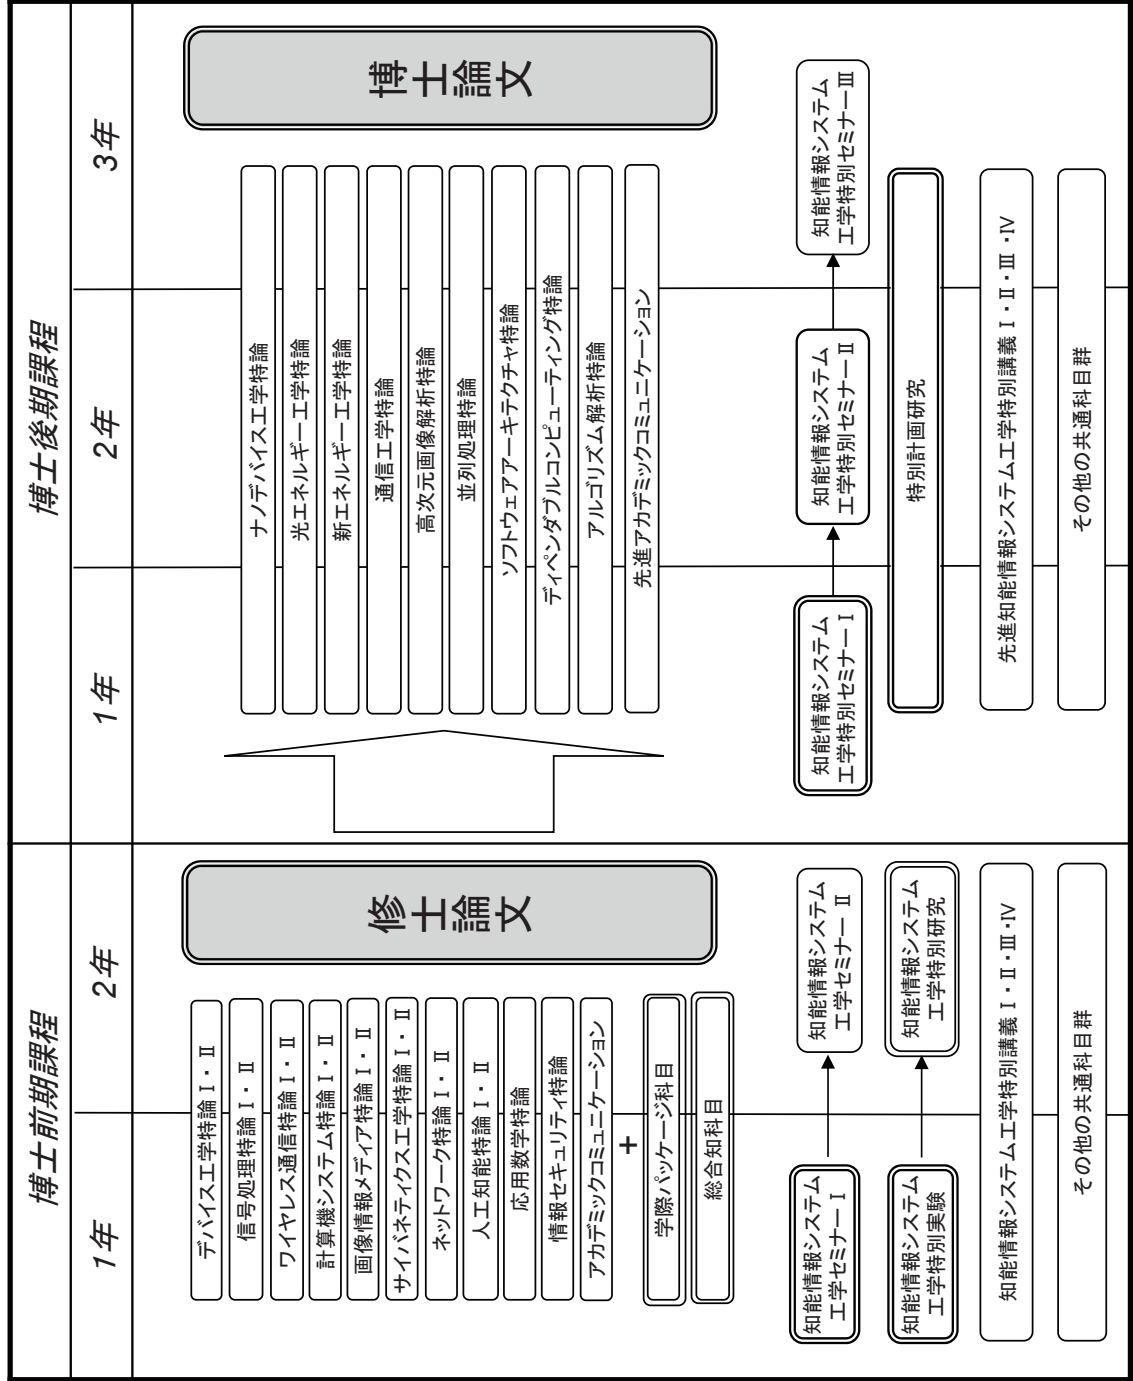 博士前期課程
1年
2年
デバイス工学特論Ⅰ・Ⅱ
信号処理特論Ⅰ・Ⅱ
ワイヤレス通信特論Ⅰ・Ⅱ
計算機システム特論Ⅰ・Ⅱ
画像情報メディア特論Ⅰ・Ⅱ
サイバネティクス工学特論Ⅰ・Ⅱ
ネットワーク特論Ⅰ・Ⅱ
人工知能特論Ⅰ・Ⅱ
応用数学特論
情報セキュリティ特論
アカデミックコミュニケーション
+
学際パッケージ科目
総合知科目
修士論文
知能情報システム
工学セミナーⅠ
知能情報システム
工学セミナーⅡ
知能情報システム
工学特別実験
知能情報システム
工学特別研究
知能情報システム工学特別講義Ⅰ・Ⅱ・Ⅲ・Ⅳ
その他の共通科目群
博士後期課程
1年
2年
3年
ナノデバイス工学特論
光エネルギー工学特論
新エネルギー工学特論
通信工学特論
高次元画像解析特論
並列処理特論
ソフトウェアアーキテクチャ特論
ディペンダブルコンピューティング特論
アルゴリズム解析特論
先進アカデミックコミュニケーション
博士論文
知能情報システム
工学特別セミナーⅠ
知能情報システム
工学特別セミナーⅡ
知能情報システム
工学特別セミナーⅢ
特別計画研究
先進知能情報システム工学特別講義Ⅰ・Ⅱ・Ⅲ・Ⅳ
その他の共通科目群